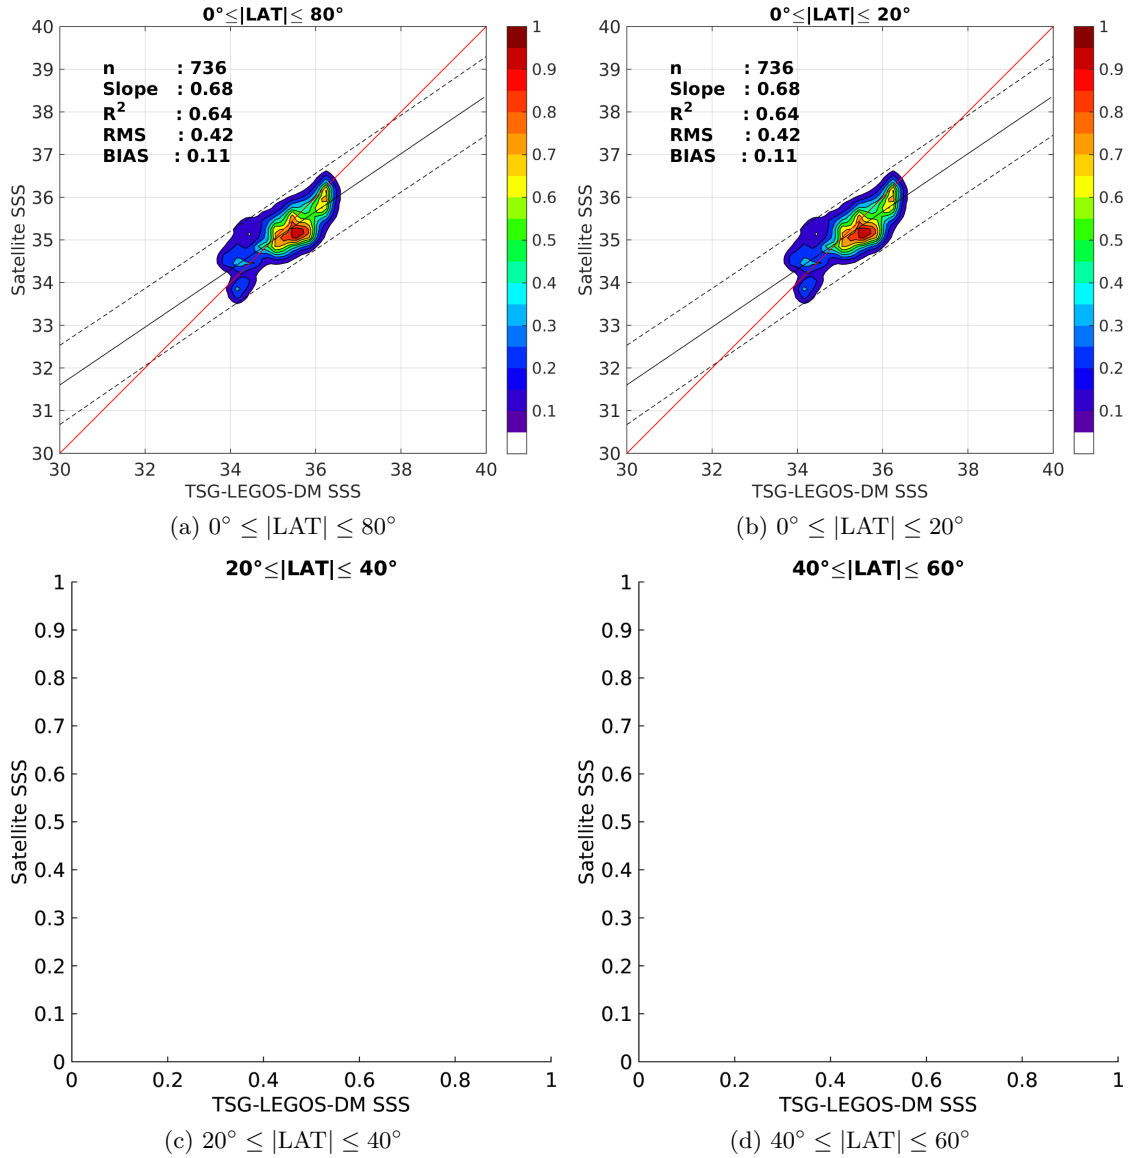 0°≤|LAT|≤ 80°
n : 736
Slope : 0.68
R² : 0.64
RMS : 0.42
BIAS : 0.11
40
39
38
37
36
35
34
33
32
31
30
Satellite SSS
30 32 34 36 38 40
TSG-LEGOS-DM SSS
1
0.9
0.8
0.7
0.6
0.5
0.4
0.3
0.2
0.1
(a) 0° ≤ |LAT| ≤ 80°
0°≤|LAT|≤ 20°
n : 736
Slope : 0.68
R² : 0.64
RMS : 0.42
BIAS : 0.11
40
39
38
37
36
35
34
33
32
31
30
Satellite SSS
30 32 34 36 38 40
TSG-LEGOS-DM SSS
1
0.9
0.8
0.7
0.6
0.5
0.4
0.3
0.2
0.1
(b) 0° ≤ |LAT| ≤ 20°
20°≤|LAT|≤ 40°
1
0.9
0.8
0.7
0.6
0.5
0.4
0.3
0.2
0.1
0
Satellite SSS
0 0.2 0.4 0.6 0.8 1
TSG-LEGOS-DM SSS
(c) 20° ≤ |LAT| ≤ 40°
40°≤|LAT|≤ 60°
1
0.9
0.8
0.7
0.6
0.5
0.4
0.3
0.2
0.1
0
Satellite SSS
0 0.2 0.4 0.6 0.8 1
TSG-LEGOS-DM SSS
(d) 40° ≤ |LAT| ≤ 60°